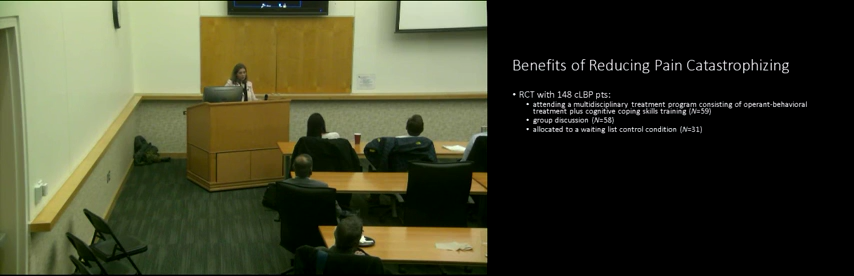 Benefits of Reducing Pain Catastrophizing
• RCT with 148 cLBP pts:
• attending a multidisciplinary treatment program consisting of operant-behavioral
treatment plus cognitive coping skills training (N=59)
• group discussion (N=58)
• allocated to a waiting list control condition (N=31)